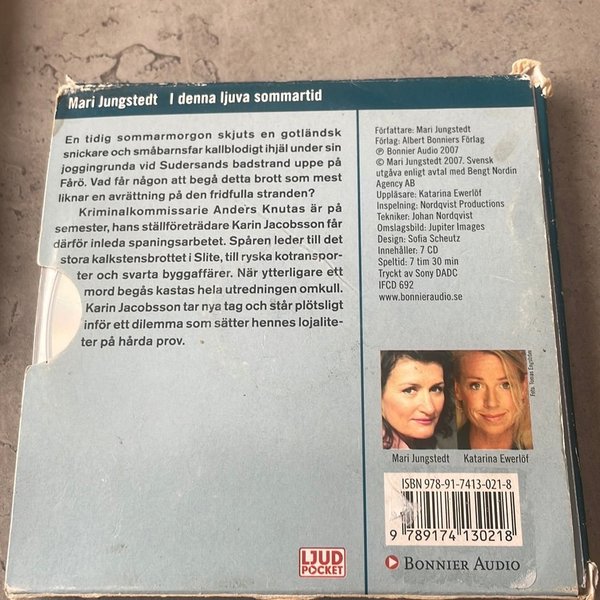 Mari Jungstedt I denna ljuva sommartid
En tidig sommarmorgon skjuts en gotländsk
snickare och småbarnsfar kallblodigt ihjäl under sin
joggingrunda vid Sudersands badstrand uppe på
Fårö. Vad får någon att begå detta brott som mest
liknar en avrättning på den fridfulla stranden?
Kriminalkommissarie Anders Knutas är på
semester, hans ställföreträdare Karin Jacobsson får
därför inleda spaningsarbetet. Spåren leder till det
stora kalkstensbrottet i Slite, till ryska kotranspor-
ter och svarta byggaffärer. När ytterligare ett
mord begås kastas hela utredningen omkull.
Karin Jacobsson tar nya tag och står plötsligt
inför ett dilemma som sätter hennes lojalite-
ter på hårda prov.
Författare: Mari Jungstedt
Förlag: Albert Bonniers Förlag
℗ Bonnier Audio 2007
© Mari Jungstedt 2007. Svensk
utgåva enligt avtal med Bengt Nordin
Agency AB
Uppläsare: Katarina Ewerlöf
Inspelning: Nordqvist Productions
Tekniker: Johan Nordqvist
Omslagsbild: Jupiter Images
Design: Sofia Scheutz
Innehåller: 7 CD
Speltid: 7 tim 30 min
Tryckt av Sony DADC
IFCD 692
www.bonnieraudio.se
Mari Jungstedt Katarina Ewerlöf
ISBN 978-91-7413-021-8
9 789174 130218
LJUD
POCKET
BONNIER AUDIO